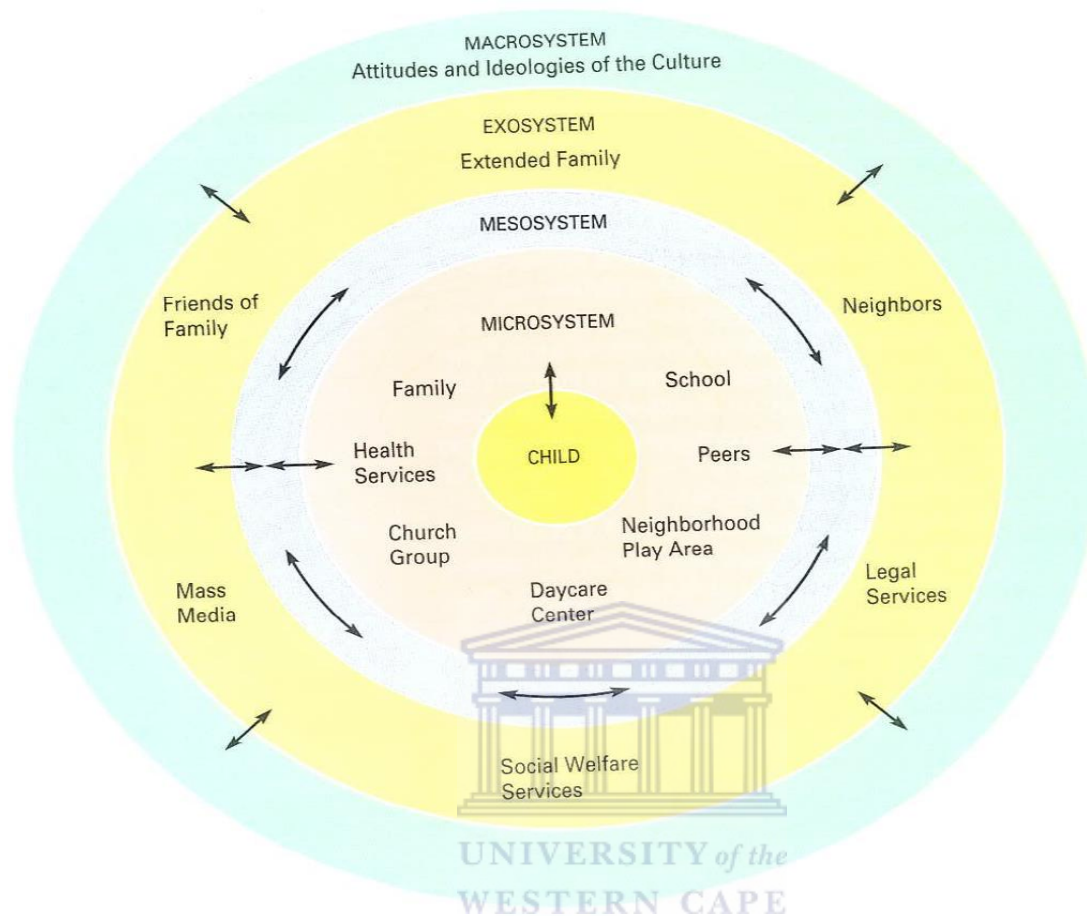 MACROSYSTEM
Attitudes and Ideologies of the Culture
EXOSYSTEM
Extended Family
MESOSYSTEM
Friends of
Family
Neighbors
MICROSYSTEM
Family
School
CHILD
Health
Services
Peers
Church
Group
Neighborhood
Play Area
Daycare
Center
Mass
Media
Legal
Services
Social Welfare
Services
UNIVERSITY of the
WESTERN CAPE